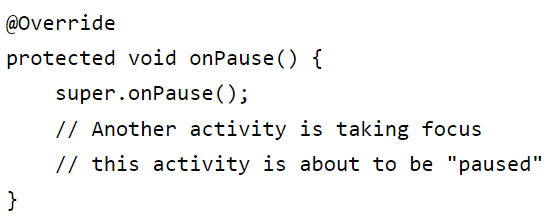 @Override
protected void onPause() {
    super.onPause();
    // Another activity is taking focus
    // this activity is about to be "paused"
}